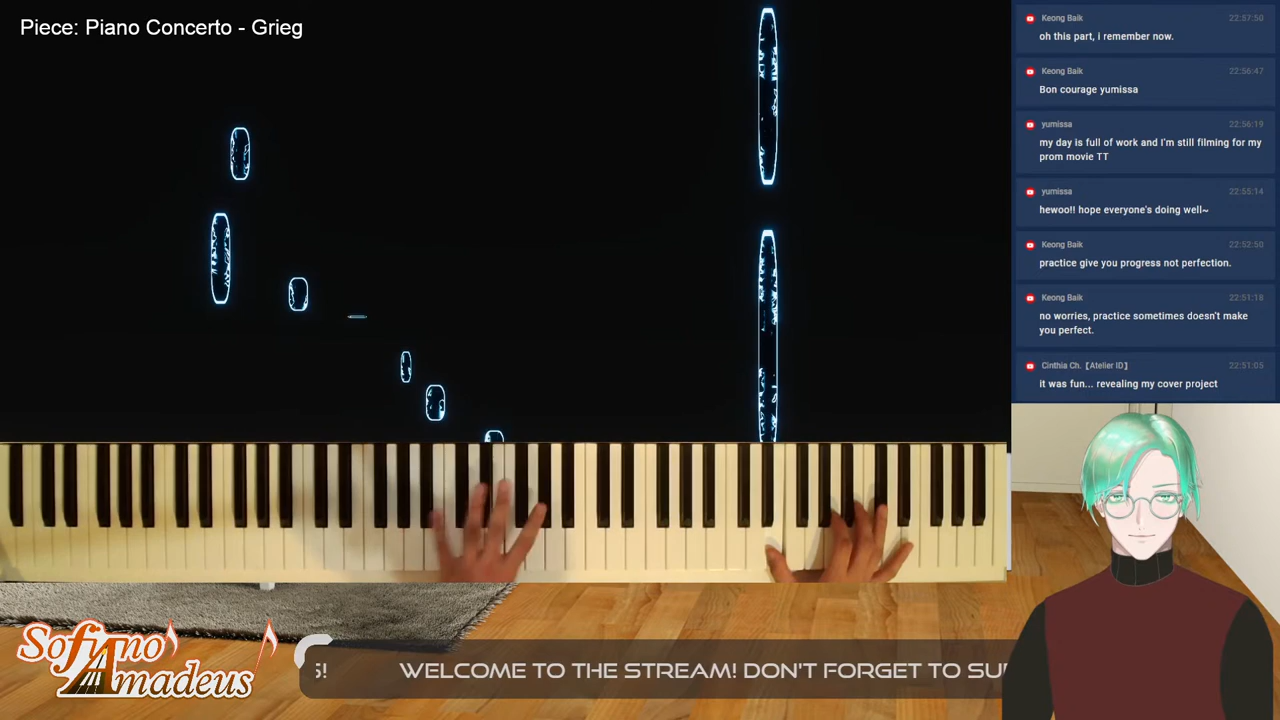 Piece: Piano Concerto - Grieg
Keong Baik 22:57:50
oh this part, i remember now.
Keong Baik 22:56:47
Bon courage yumissa
yumissa 22:56:19
my day is full of work and I'm still filming for my
prom movie TT
yumissa 22:55:14
hewoo!! hope everyone's doing well~
Keong Baik 22:52:50
practice give you progress not perfection.
Keong Baik 22:51:18
no worries, practice sometimes doesn't make
you perfect.
Cinthia Ch.【Atelier ID】 22:51:05
it was fun... revealing my cover project
Sofiano
Amadeus
S! WELCOME TO THE STREAM! DON'T FORGET TO SU